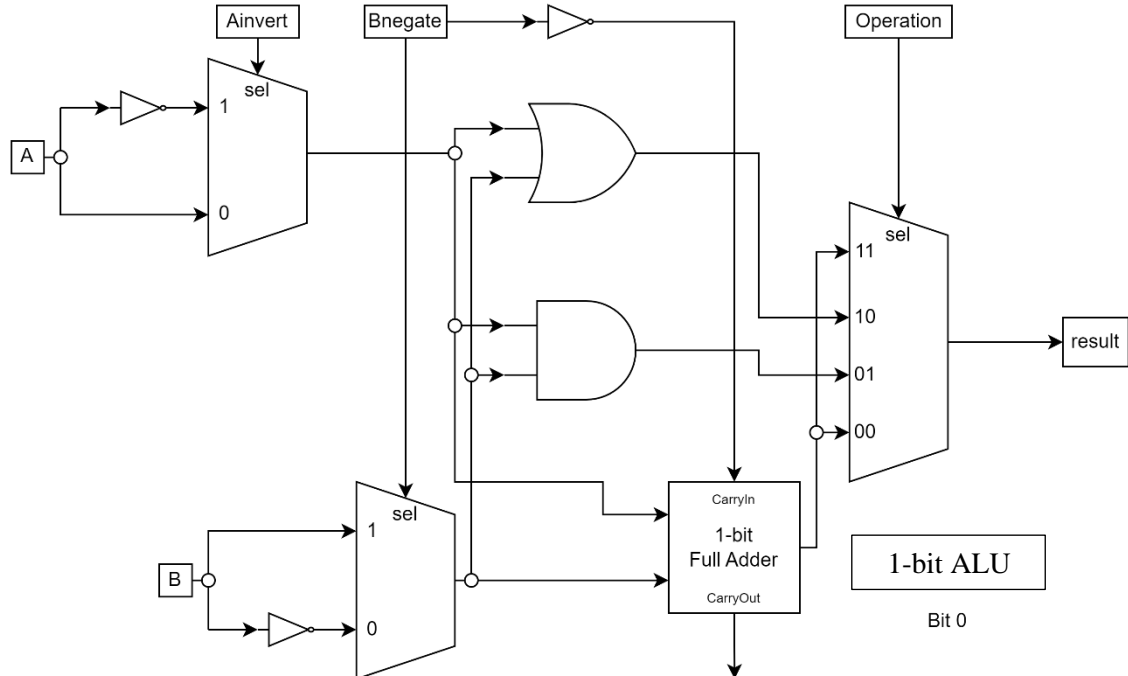 Ainvert
Bnegate
Operation
sel
1
A
0
sel
11
10
result
01
00
sel
CarryIn
1
1-bit
Full Adder
1-bit ALU
B
CarryOut
0
Bit 0